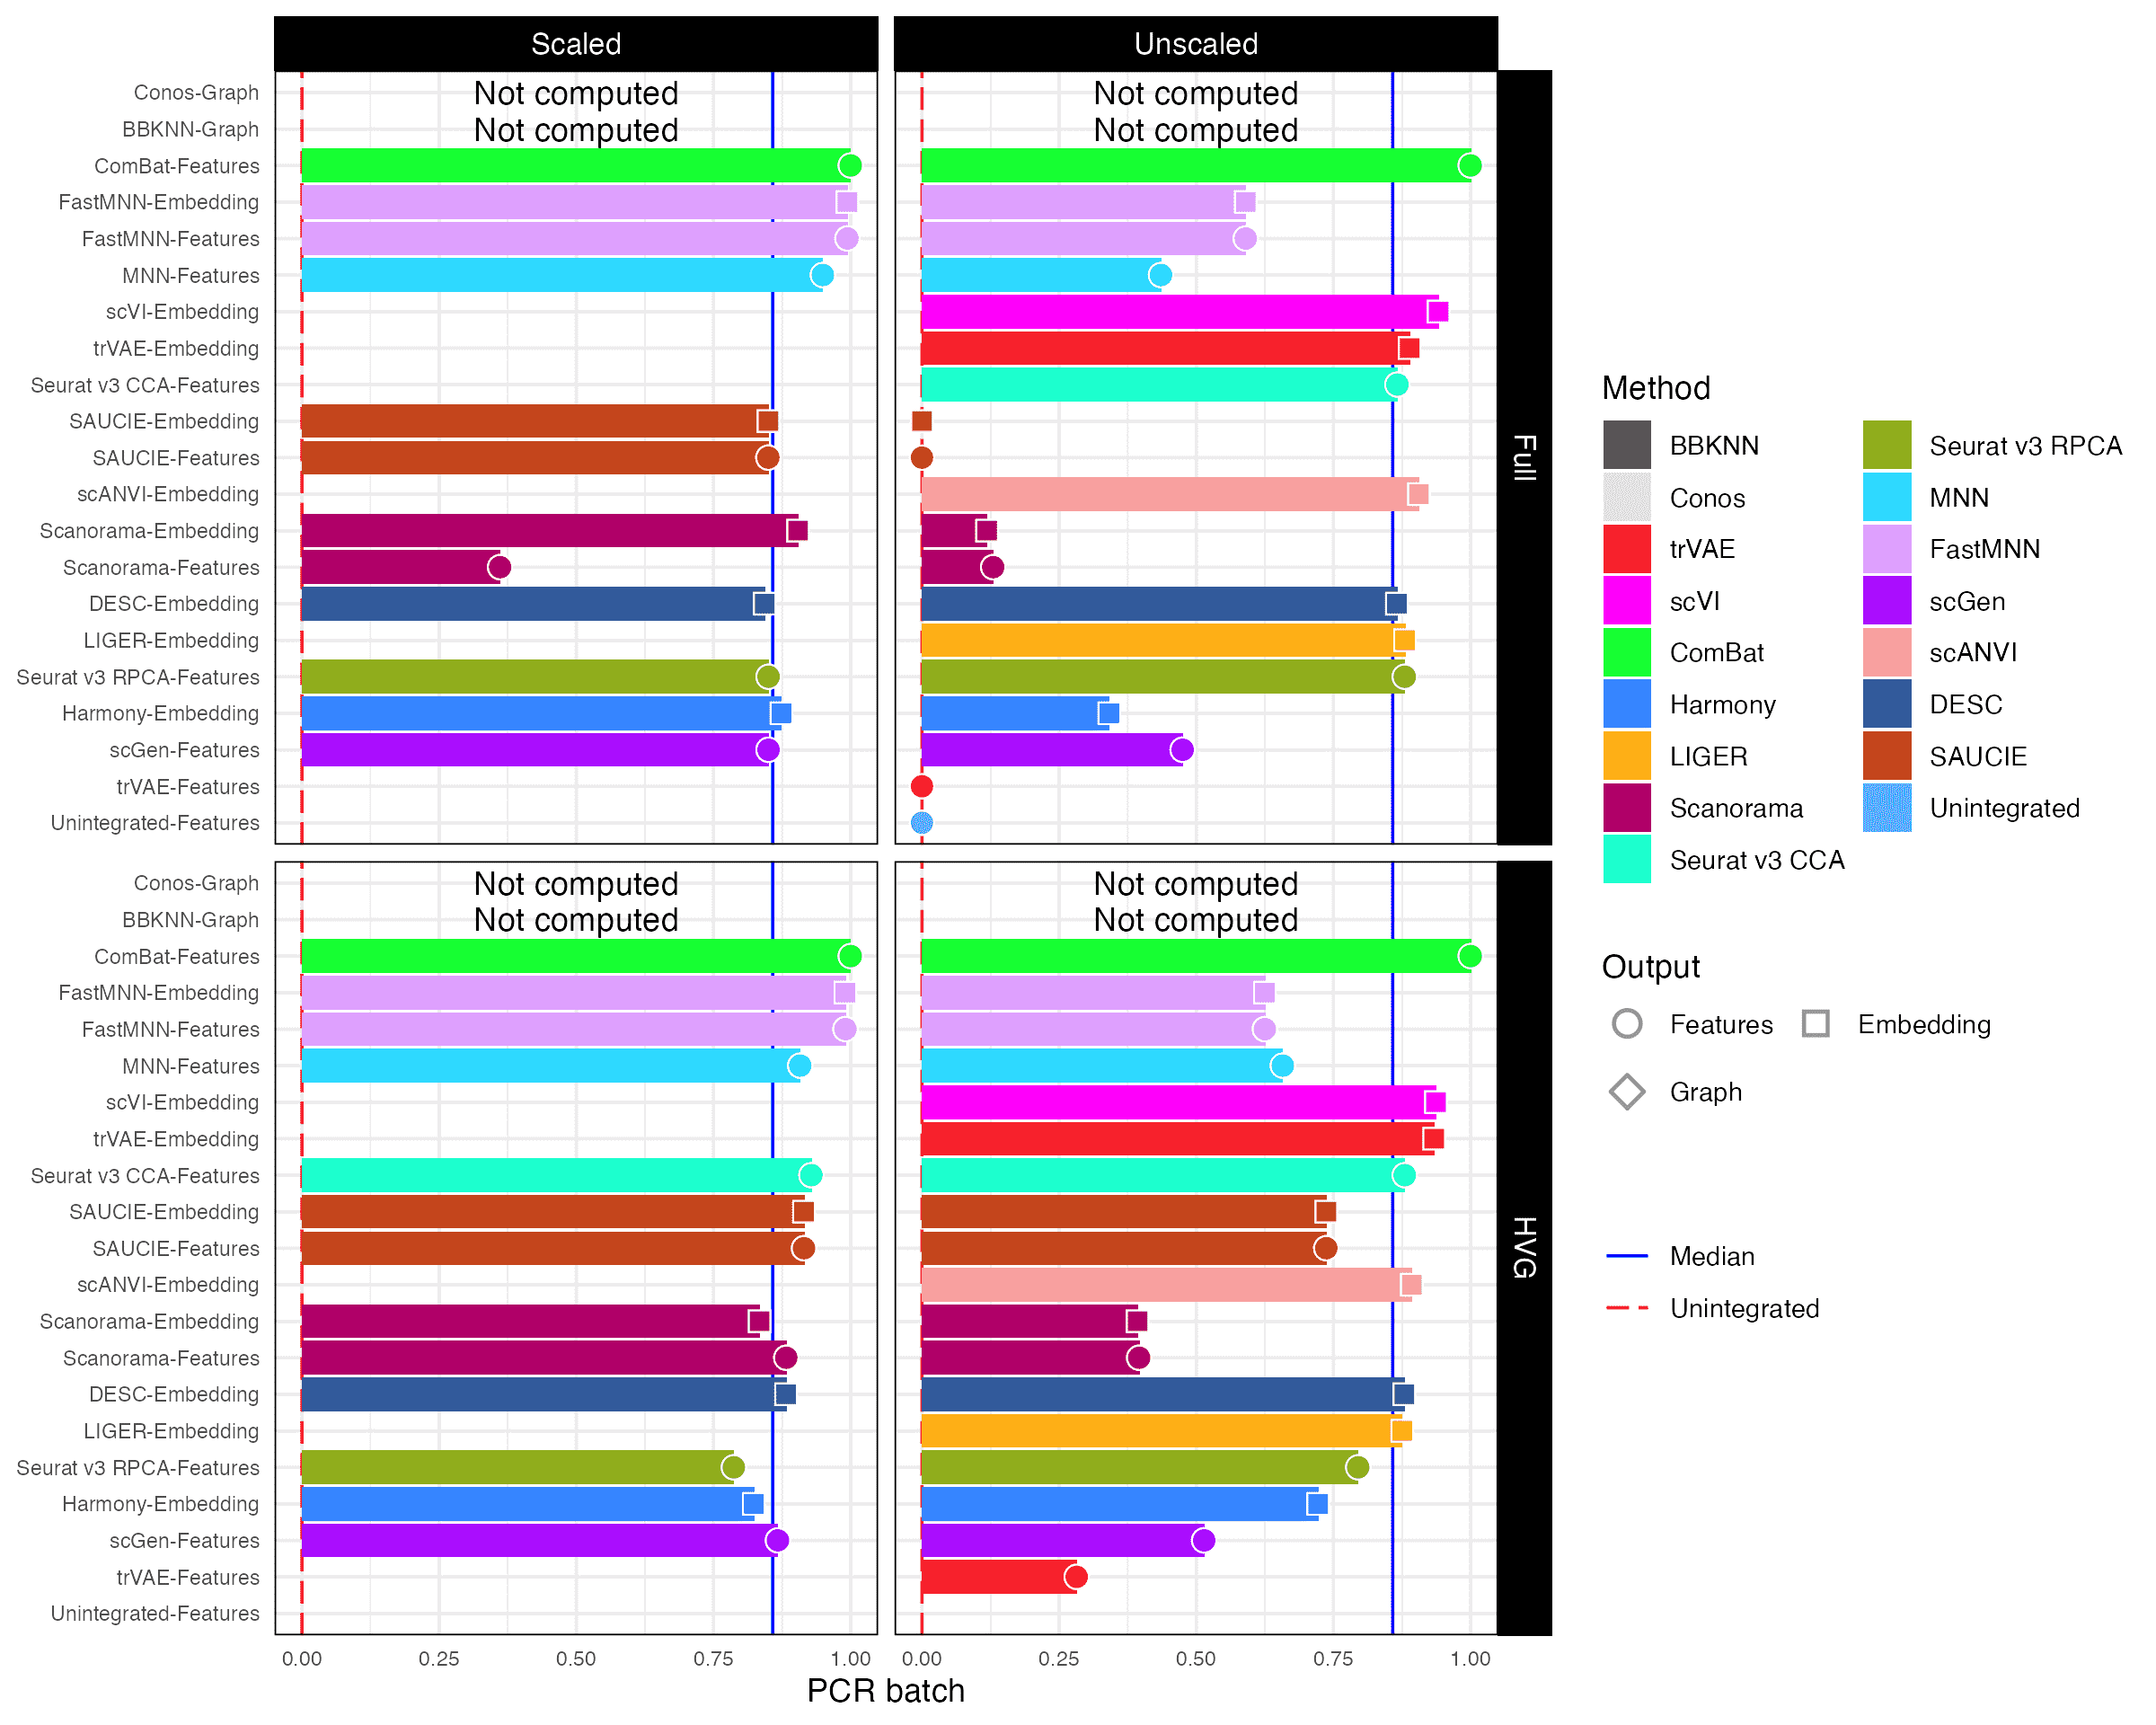 Scaled
Unscaled
Conos-Graph
BBKNN-Graph
ComBat-Features
FastMNN-Embedding
FastMNN-Features
MNN-Features
scVI-Embedding
trVAE-Embedding
Seurat v3 CCA-Features
SAUCIE-Embedding
SAUCIE-Features
scANVI-Embedding
Scanorama-Embedding
Scanorama-Features
DESC-Embedding
LIGER-Embedding
Seurat v3 RPCA-Features
Harmony-Embedding
scGen-Features
trVAE-Features
Unintegrated-Features
Not computed
Not computed
Not computed
Not computed
Full
Conos-Graph
BBKNN-Graph
ComBat-Features
FastMNN-Embedding
FastMNN-Features
MNN-Features
scVI-Embedding
trVAE-Embedding
Seurat v3 CCA-Features
SAUCIE-Embedding
SAUCIE-Features
scANVI-Embedding
Scanorama-Embedding
Scanorama-Features
DESC-Embedding
LIGER-Embedding
Seurat v3 RPCA-Features
Harmony-Embedding
scGen-Features
trVAE-Features
Unintegrated-Features
Not computed
Not computed
Not computed
Not computed
HVG
0.00 0.25 0.50 0.75 1.00
0.00 0.25 0.50 0.75 1.00
PCR batch
Method
BBKNN
Conos
trVAE
scVI
ComBat
Harmony
LIGER
Scanorama
Seurat v3 CCA
Seurat v3 RPCA
MNN
FastMNN
scGen
scANVI
DESC
SAUCIE
Unintegrated
Output
Features
Embedding
Graph
Median
Unintegrated